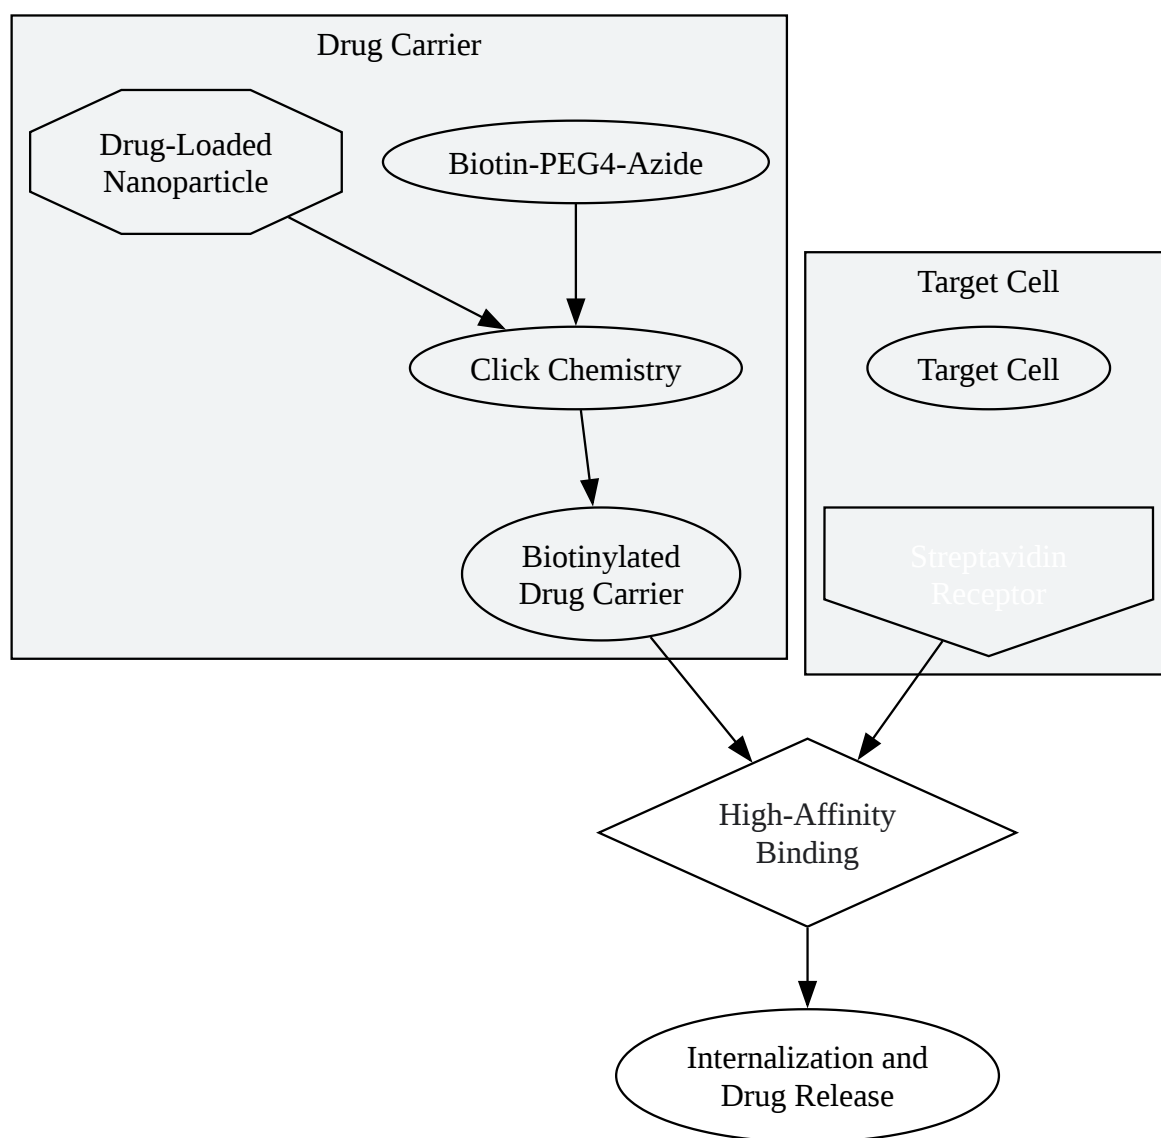 Drug Carrier
Drug-Loaded
Nanoparticle
Biotin-PEG4-Azide
Click Chemistry
Biotinylated
Drug Carrier
Target Cell
Target Cell
Streptavidin
Receptor
High-Affinity
Binding
Internalization and
Drug Release